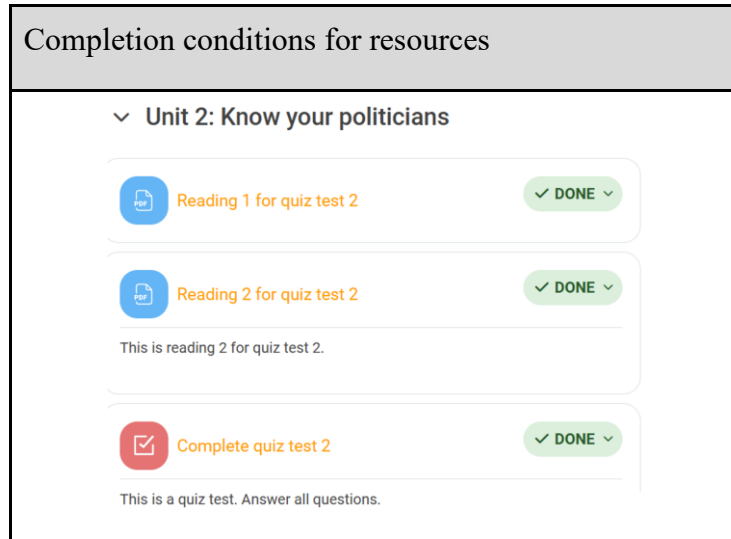 Completion conditions for resources
Unit 2: Know your politicians
PDF
Reading 1 for quiz test 2
DONE
PDF
Reading 2 for quiz test 2
DONE
This is reading 2 for quiz test 2.
Complete quiz test 2
DONE
This is a quiz test. Answer all questions.